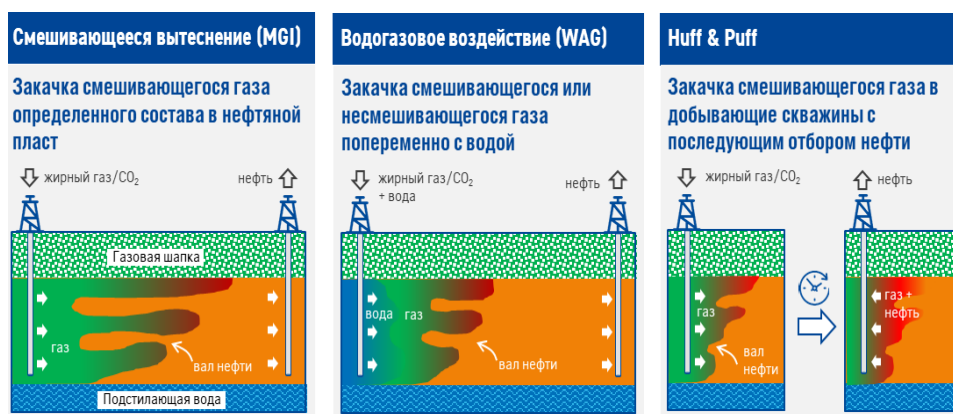 Смешивающееся вытеснение (MGI)
Закачка смешивающегося газа
определенного состава в нефтяной
пласт
жирный газ/CO₂
нефть
Газовая шапка
газ
вал нефти
Подстилающая вода
Водогазовое воздействие (WAG)
Закачка смешивающегося или
несмешивающегося газа
попеременно с водой
жирный газ/CO₂
+ вода
нефть
вода
газ
вал нефти
Huff & Puff
Закачка смешивающегося газа в
добывающие скважины с
последующим отбором нефти
жирный газ/CO₂
нефть
газ
вал
нефти
газ +
нефть